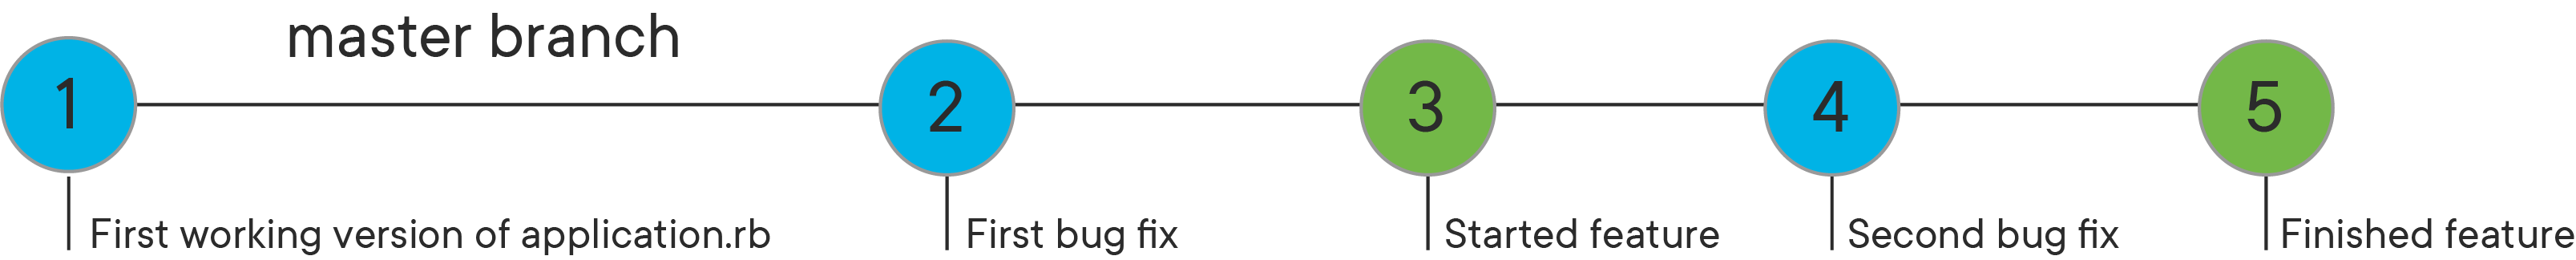 master branch
1
2
3
4
5
First working version of application.rb
First bug fix
Started feature
Second bug fix
Finished feature